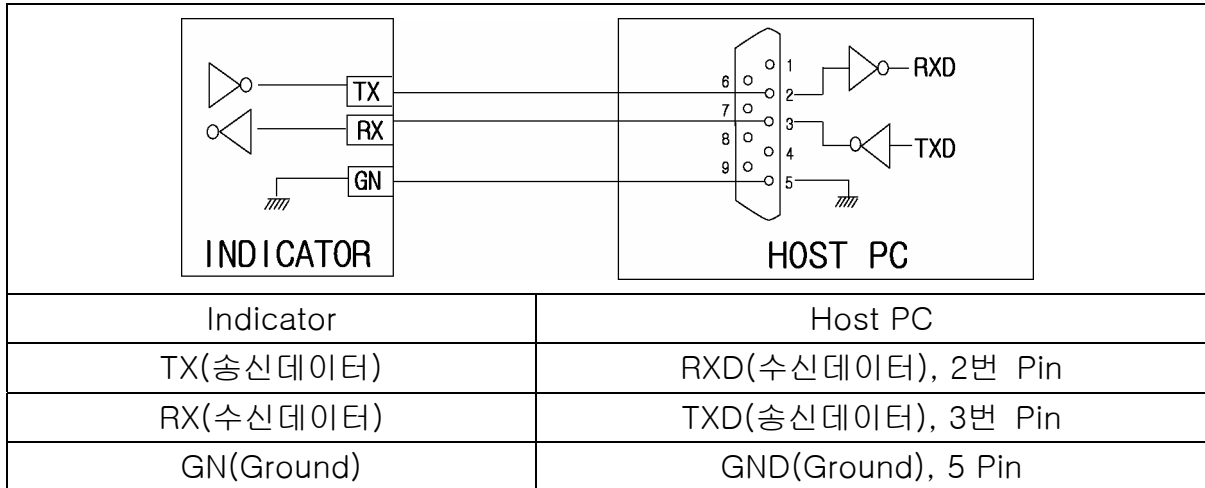 TX
RX
GN
INDICATOR
1
6
2
7
3
8
4
9
5
RXD
TXD
HOST PC
Indicator
Host PC
TX(송신데이터)
RXD(수신데이터), 2번 Pin
RX(수신데이터)
TXD(송신데이터), 3번 Pin
GN(Ground)
GND(Ground), 5 Pin